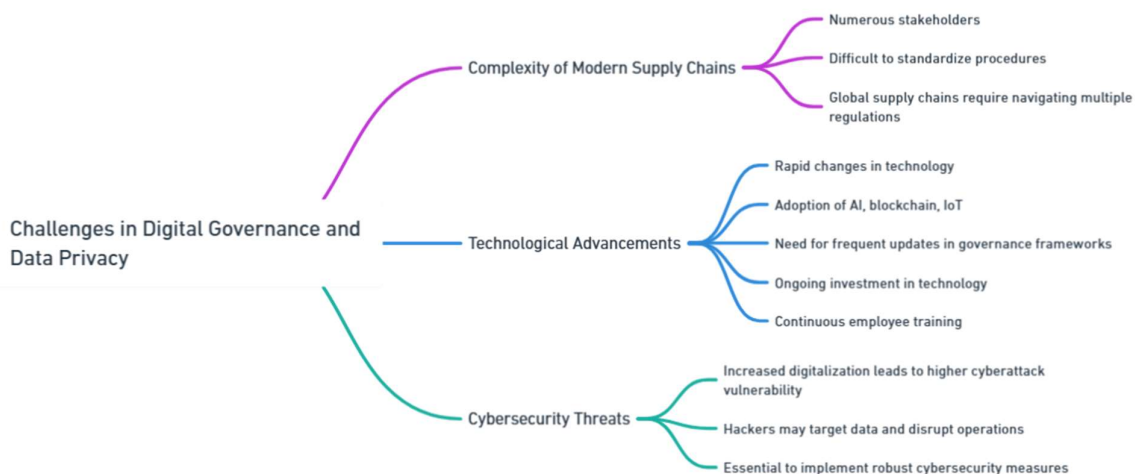 Challenges in Digital Governance and
Data Privacy
Complexity of Modern Supply Chains
Numerous stakeholders
Difficult to standardize procedures
Global supply chains require navigating multiple
regulations
Technological Advancements
Rapid changes in technology
Adoption of AI, blockchain, IoT
Need for frequent updates in governance frameworks
Ongoing investment in technology
Continuous employee training
Cybersecurity Threats
Increased digitalization leads to higher cyberattack
vulnerability
Hackers may target data and disrupt operations
Essential to implement robust cybersecurity measures